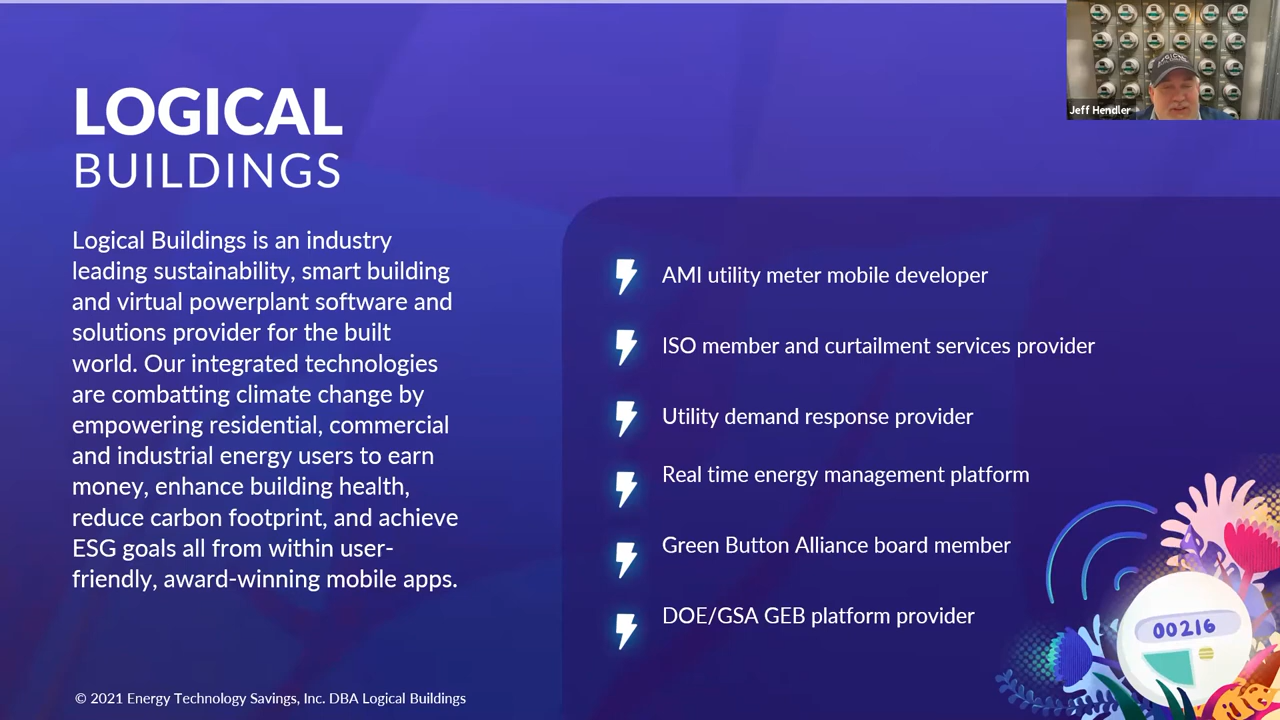 LOGICAL
BUILDINGS
Logical Buildings is an industry
leading sustainability, smart building
and virtual powerplant software and
solutions provider for the built
world. Our integrated technologies
are combatting climate change by
empowering residential, commercial
and industrial energy users to earn
money, enhance building health,
reduce carbon footprint, and achieve
ESG goals all from within user-
friendly, award-winning mobile apps.
© 2021 Energy Technology Savings, Inc. DBA Logical Buildings
AMI utility meter mobile developer
ISO member and curtailment services provider
Utility demand response provider
Real time energy management platform
Green Button Alliance board member
DOE/GSA GEB platform provider
00216
Jeff Hendler